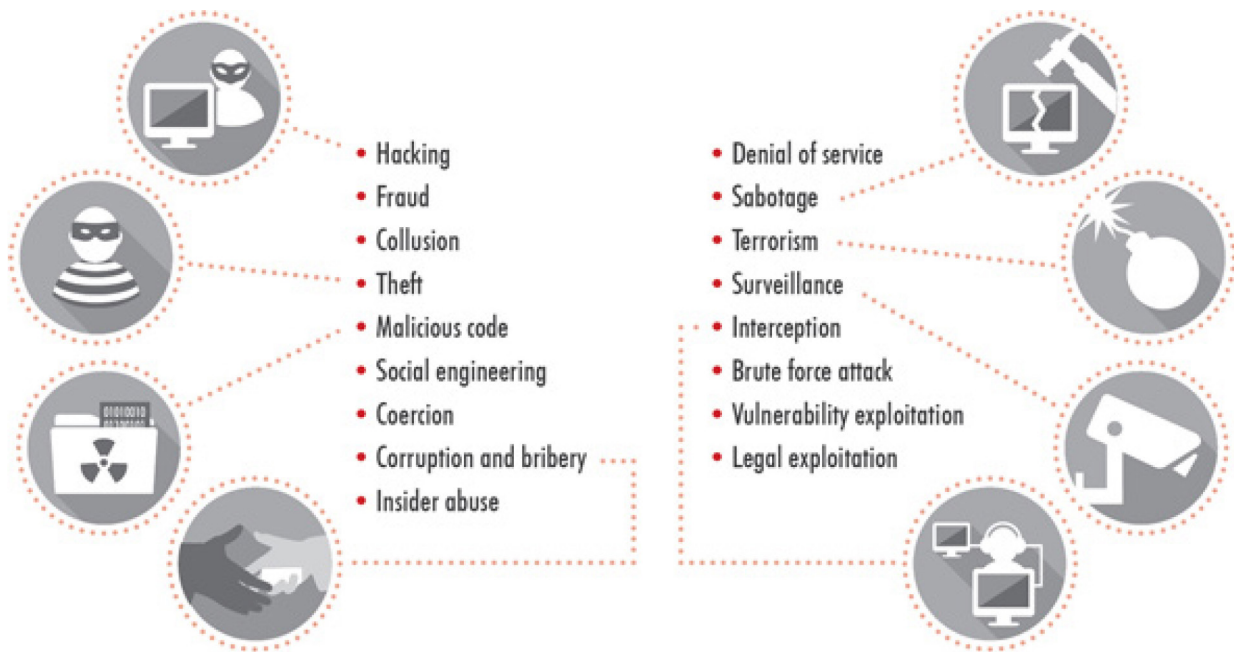 Hacking
Fraud
Collusion
Theft
Malicious code
Social engineering
Coercion
Corruption and bribery
Insider abuse
Denial of service
Sabotage
Terrorism
Surveillance
Interception
Brute force attack
Vulnerability exploitation
Legal exploitation
01010010